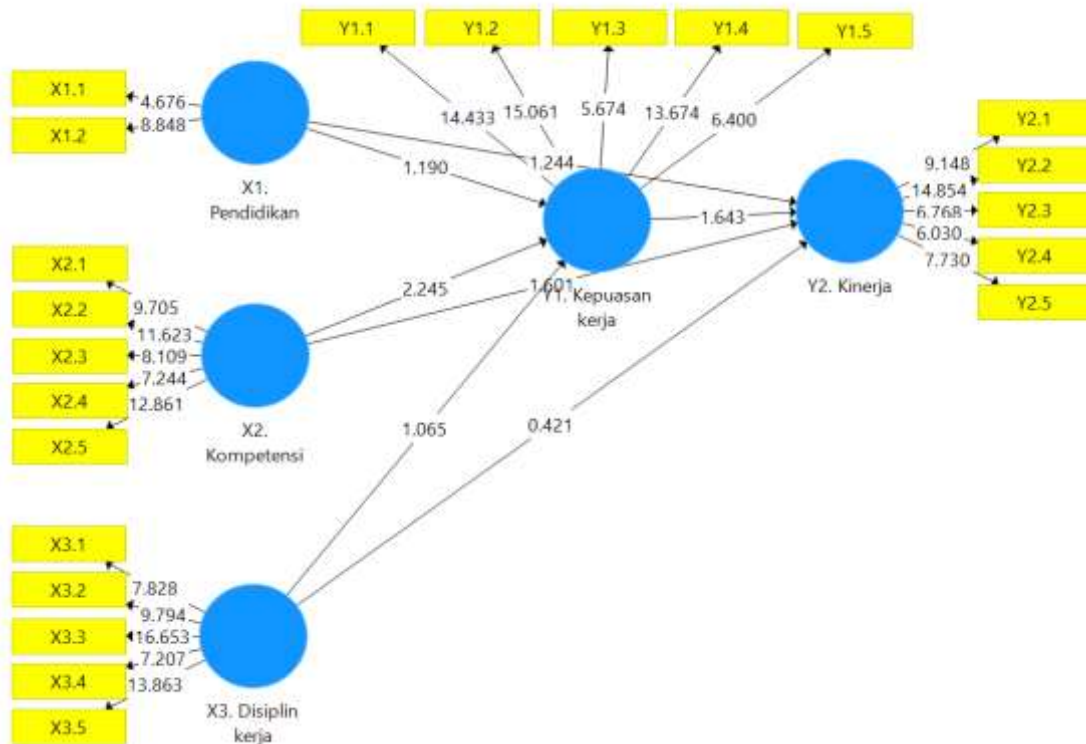 Y1.1
Y1.2
Y1.3
Y1.4
Y1.5
14.433
15.061
5.674
13.674
6.400
X1.1
X1.2
4.676
8.848
X1.
Pendidikan
1.190
1.244
X2.1
X2.2
X2.3
X2.4
X2.5
9.705
11.623
8.109
7.244
12.861
X2.
Kompetensi
2.245
1.601
Y1. Kepuasan
kerja
1.643
Y2. Kinerja
9.148
14.854
6.768
6.030
7.730
Y2.1
Y2.2
Y2.3
Y2.4
Y2.5
X3.1
X3.2
X3.3
X3.4
X3.5
7.828
9.794
16.653
7.207
13.863
X3. Disiplin
kerja
1.065
0.421